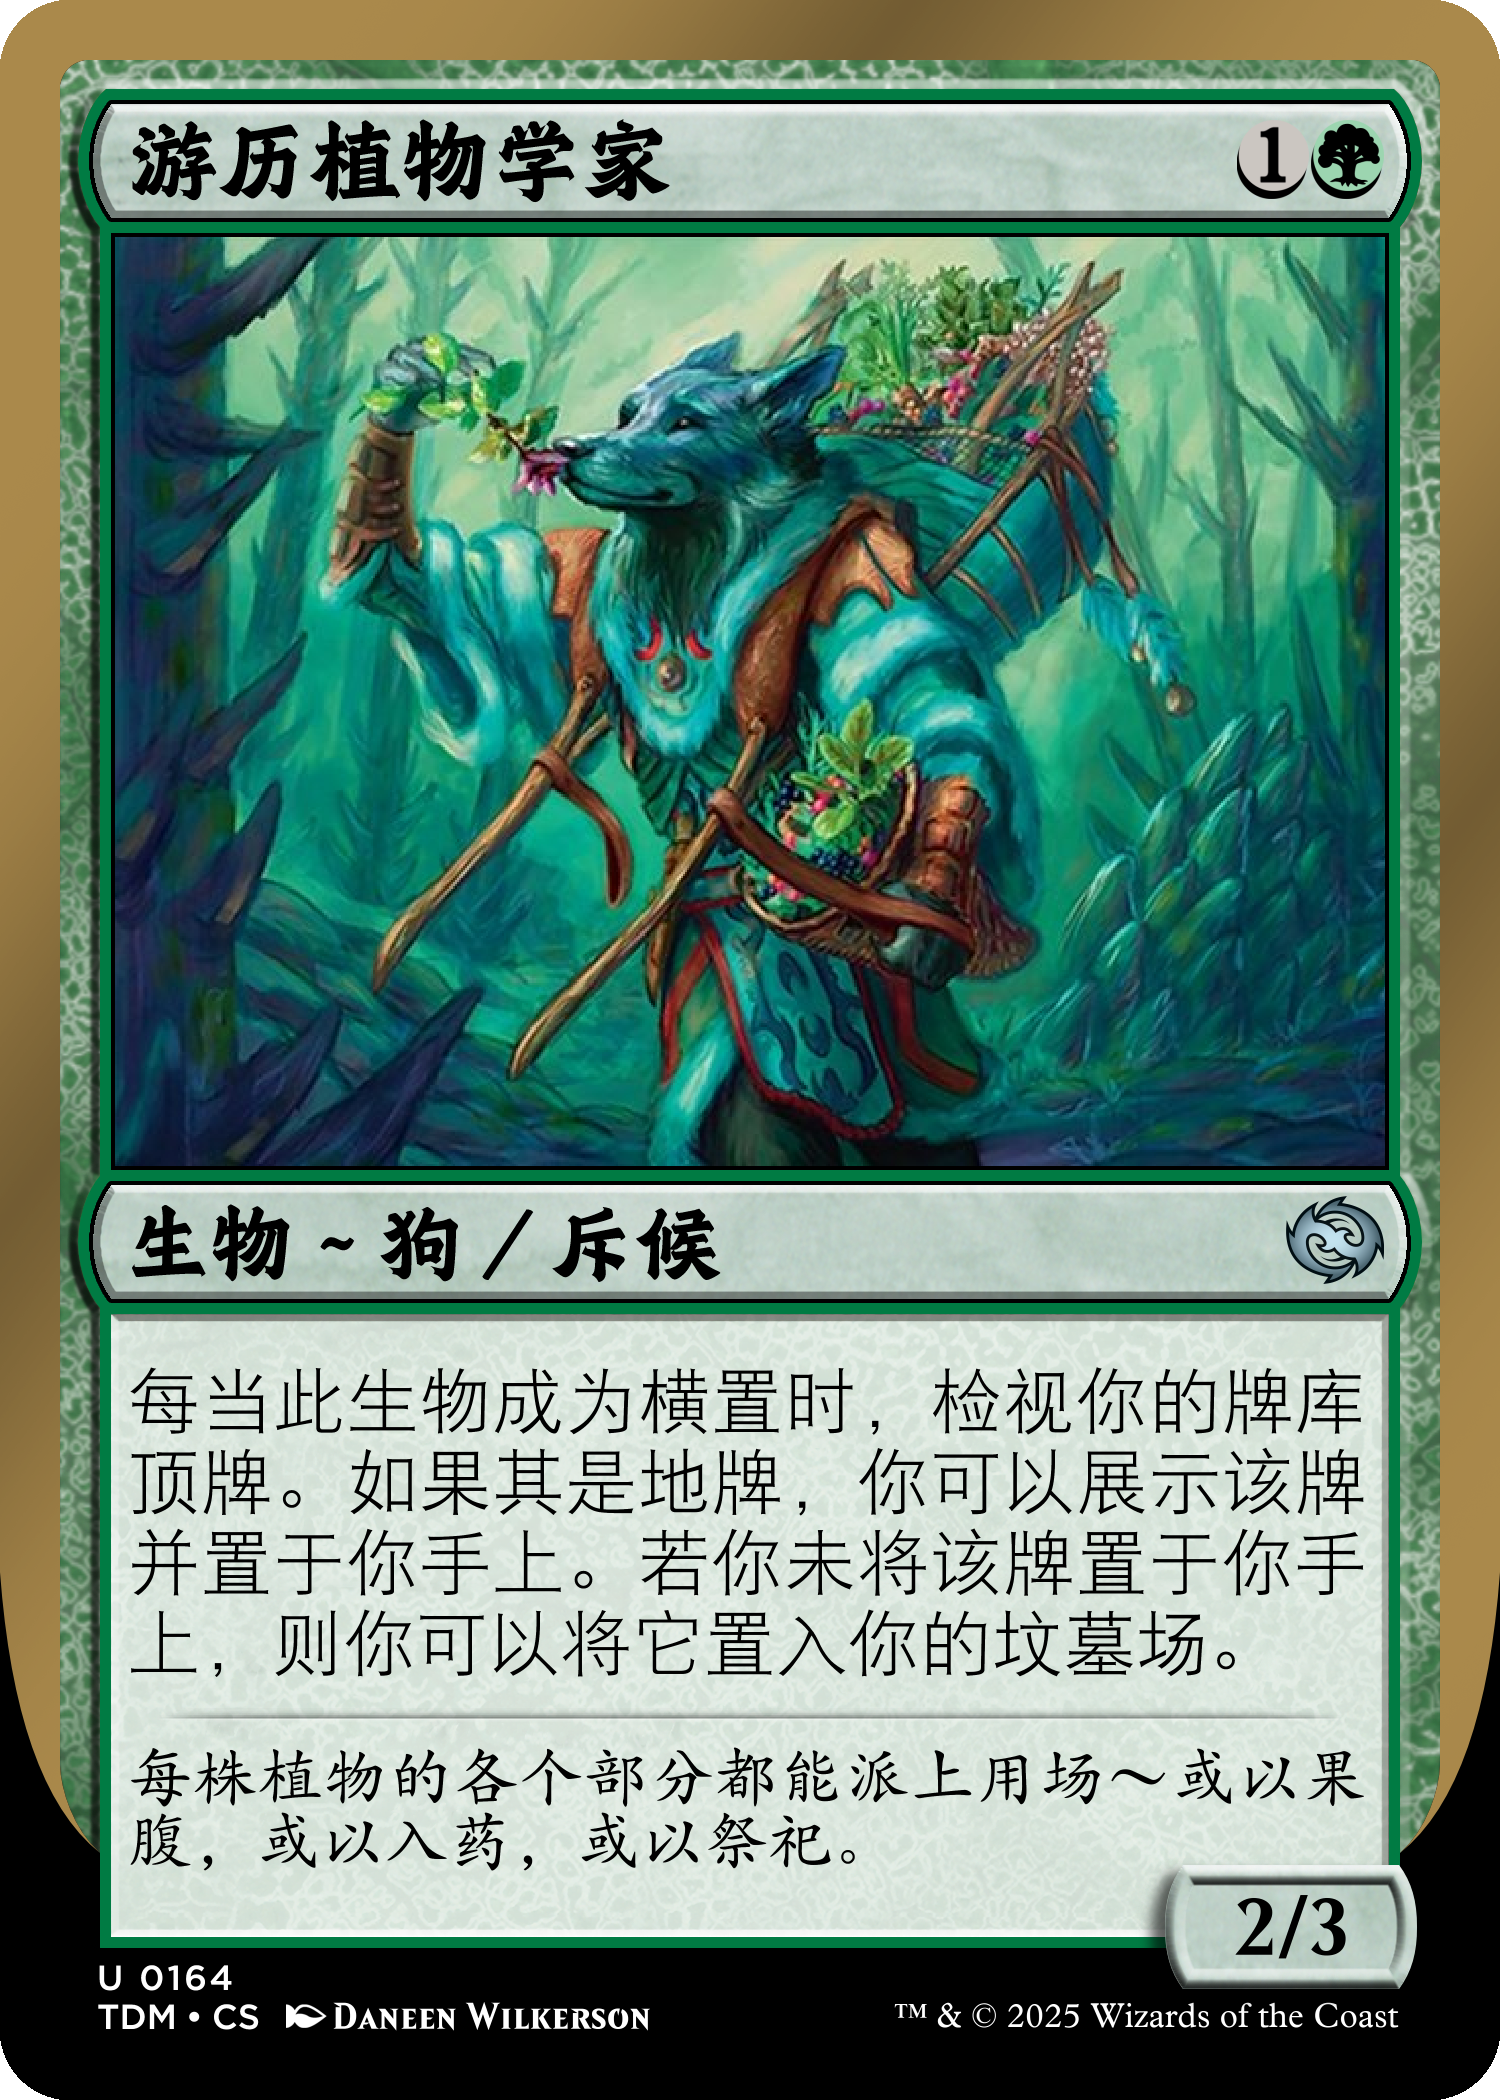 游历植物学家 1
生物 ~ 狗／斥候
每当此生物成为横置时，检视你的牌库
顶牌。如果其是地牌，你可以展示该牌
并置于你手上。若你未将该牌置于你手
上，则你可以将它置入你的坟墓场。
每株植物的各个部分都能派上用场～或以果
腹，或以入药，或以祭祀。
2/3
U 0164
TDM • CS DANEEN WILKERSON
™ & © 2025 Wizards of the Coast